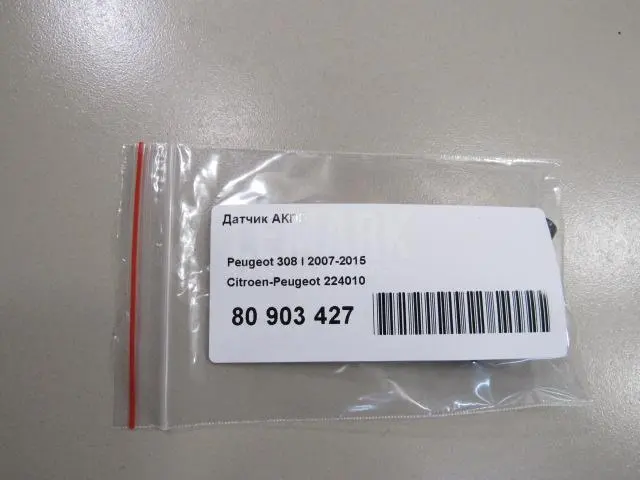 Датчик АКПП
Peugeot 308 I 2007-2015
Citroen-Peugeot 224010
80 903 427